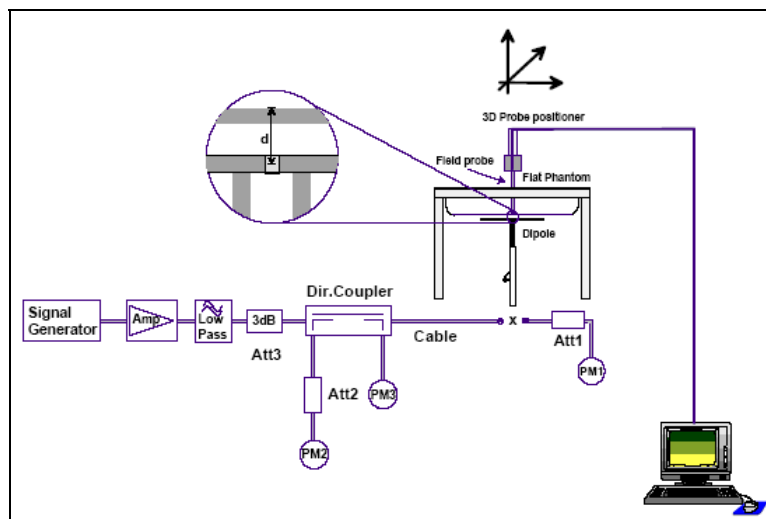 3D Probe positioner
d
Field probe
Flat Phantom
Dipole
Dir.Coupler
Signal
Generator
Amp
Low
Pass
3dB
Att3
Cable
x
Att1
PM1
Att2
PM3
PM2